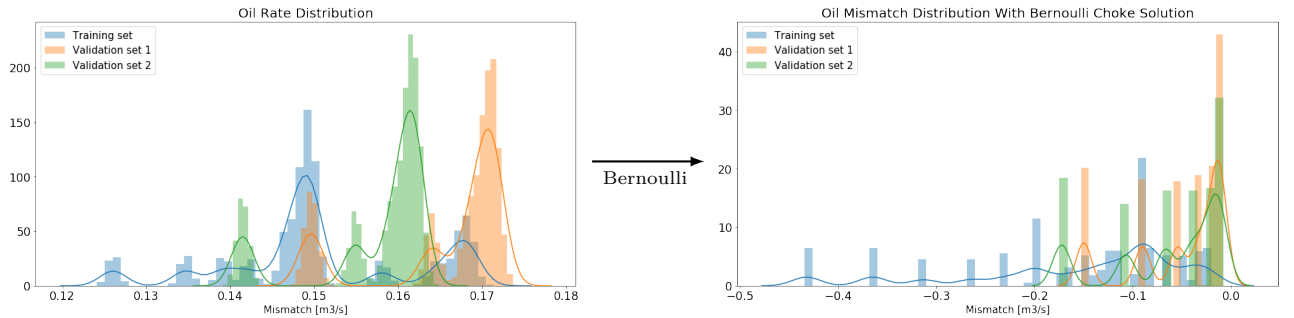 Oil Rate Distribution
Training set
Validation set 1
Validation set 2
200
150
100
50
0
0.12 0.13 0.14 0.15 0.16 0.17 0.18
Mismatch [m3/s]
Bernoulli
Oil Mismatch Distribution With Bernoulli Choke Solution
Training set
Validation set 1
Validation set 2
40
30
20
10
0
−0.5 −0.4 −0.3 −0.2 −0.1 0.0
Mismatch [m3/s]